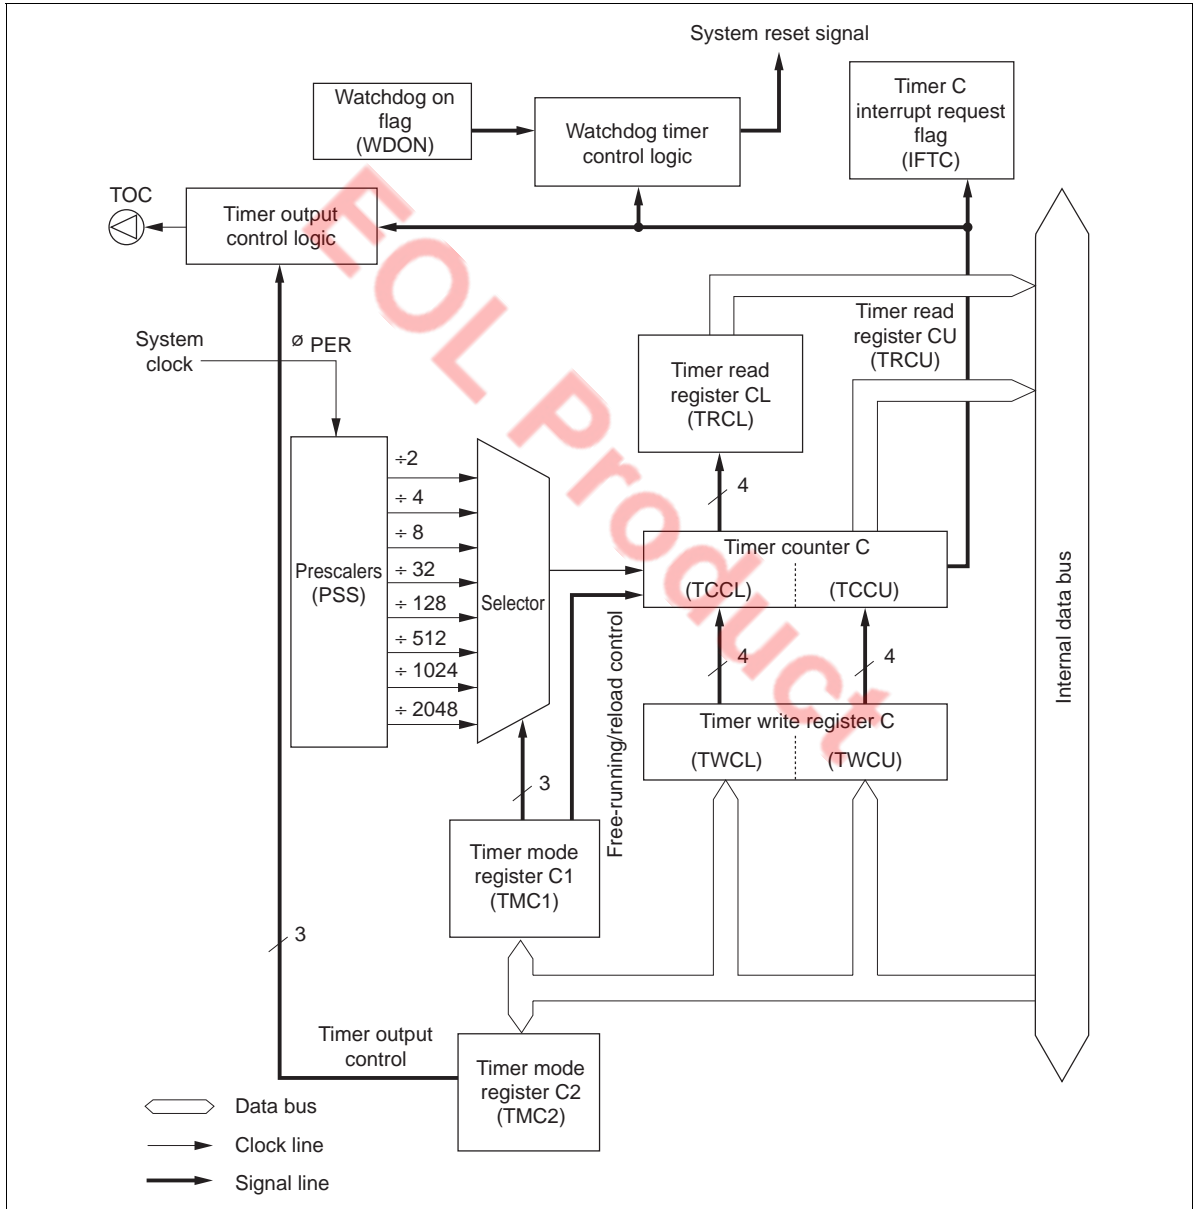 System reset signal
Watchdog on
flag
(WDON)
Watchdog timer
control logic
Timer C
interrupt request
flag
(IFTC)
TOC
Timer output
control logic
System
clock
ø PER
Timer read
register CU
(TRCU)
Timer read
register CL
(TRCL)
Prescalers
(PSS)
÷2
÷ 4
÷ 8
÷ 32
÷ 128
÷ 512
÷ 1024
÷ 2048
Selector
4
Timer counter C
(TCCL)
(TCCU)
4
4
Free-running/reload control
Timer write register C
(TWCL)
(TWCU)
Internal data bus
3
Timer mode
register C1
(TMC1)
3
Timer output
control
Timer mode
register C2
(TMC2)
Data bus
Clock line
Signal line
EOL Product